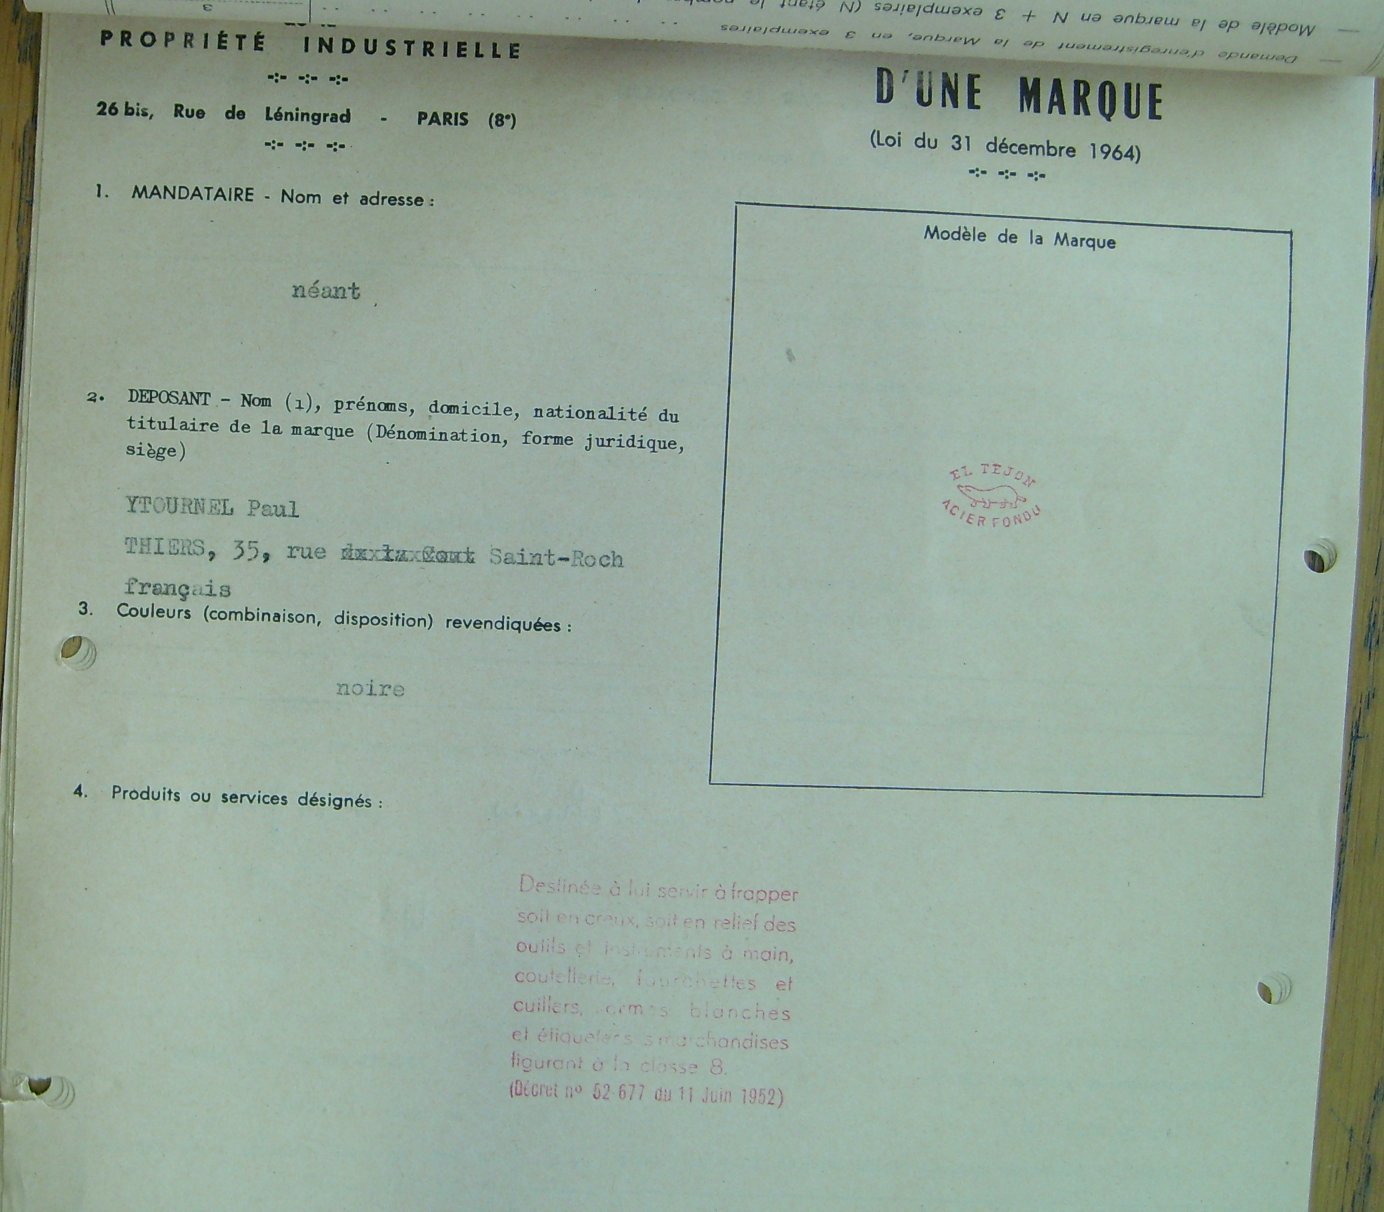 — Modèle de la marque en N + 3 exemplaires (N étant le
— Demande d'enregistrement de la Marque, en 3 exemplaires
3
PROPRIÉTÉ INDUSTRIELLE
-:- -:- -:-
26 bis, Rue de Léningrad - PARIS (8e)
-:- -:- -:-
D'UNE MARQUE
(Loi du 31 décembre 1964)
-:- -:- -:-
1. MANDATAIRE - Nom et adresse :
néant
2. DEPOSANT - Nom (1), prénoms, domicile, nationalité du
titulaire de la marque (Dénomination, forme juridique,
siège)
YTOURNEL Paul
THIERS, 35, rue Saint-Roch
français
3. Couleurs (combinaison, disposition) revendiquées :
noire
4. Produits ou services désignés :
Modèle de la Marque
EL TEJON
ACIER FONDU
Destinée à lui servir à frapper
soit en creux, soit en relief des
outils et instruments à main,
coutellerie, fourchettes et
cuillers, armes blanches
et étiqueter ses marchandises
figurant à la classe 8.
(Décret nº 52-677 du 11 Juin 1952)